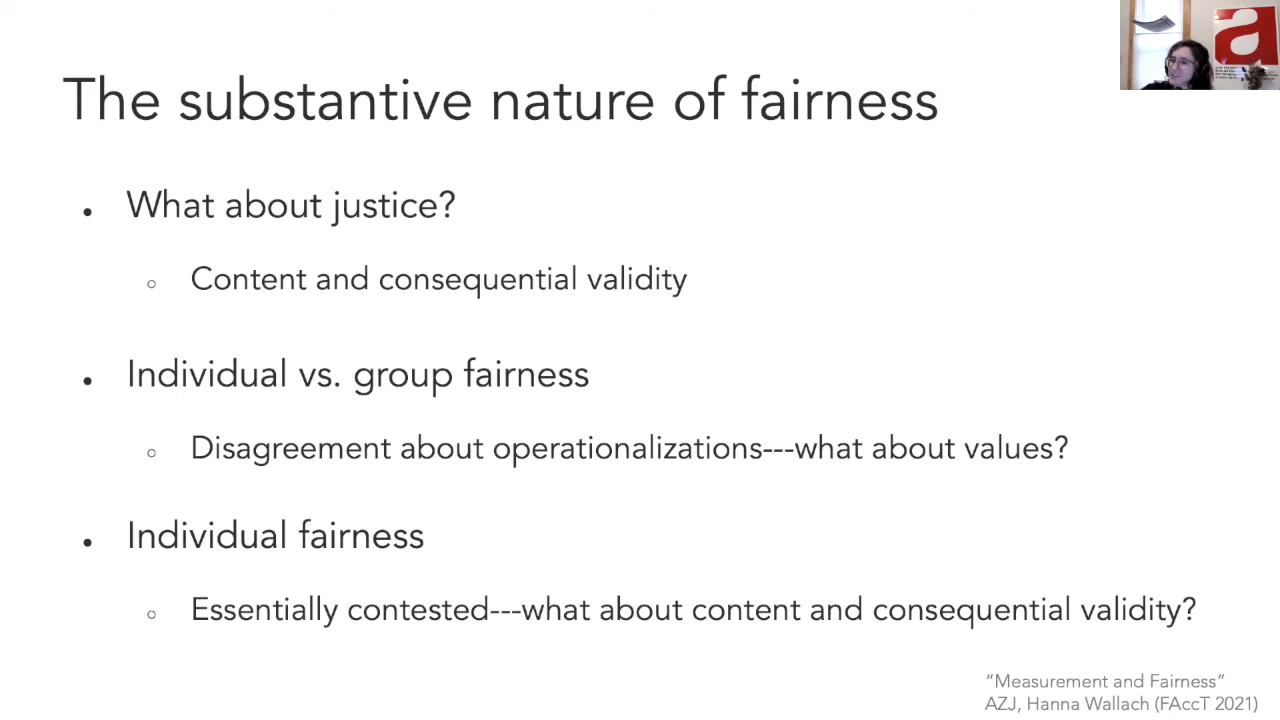 The substantive nature of fairness
• What about justice?
○ Content and consequential validity
• Individual vs. group fairness
○ Disagreement about operationalizations---what about values?
• Individual fairness
○ Essentially contested---what about content and consequential validity?
“Measurement and Fairness”
AZJ, Hanna Wallach (FAccT 2021)
a